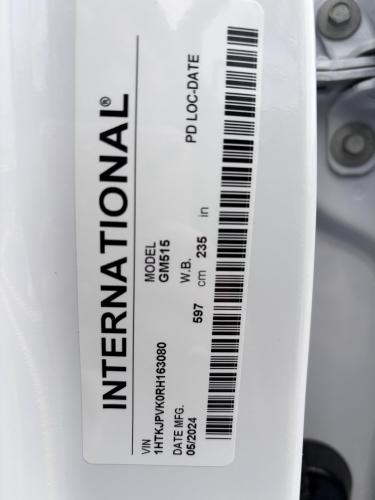 INTERNATIONAL®
VIN
1HTKJPVK0RH163080
MODEL
GM515
DATE MFG.
05/2024
W.B.
597 cm 235 in
PD LOC-DATE